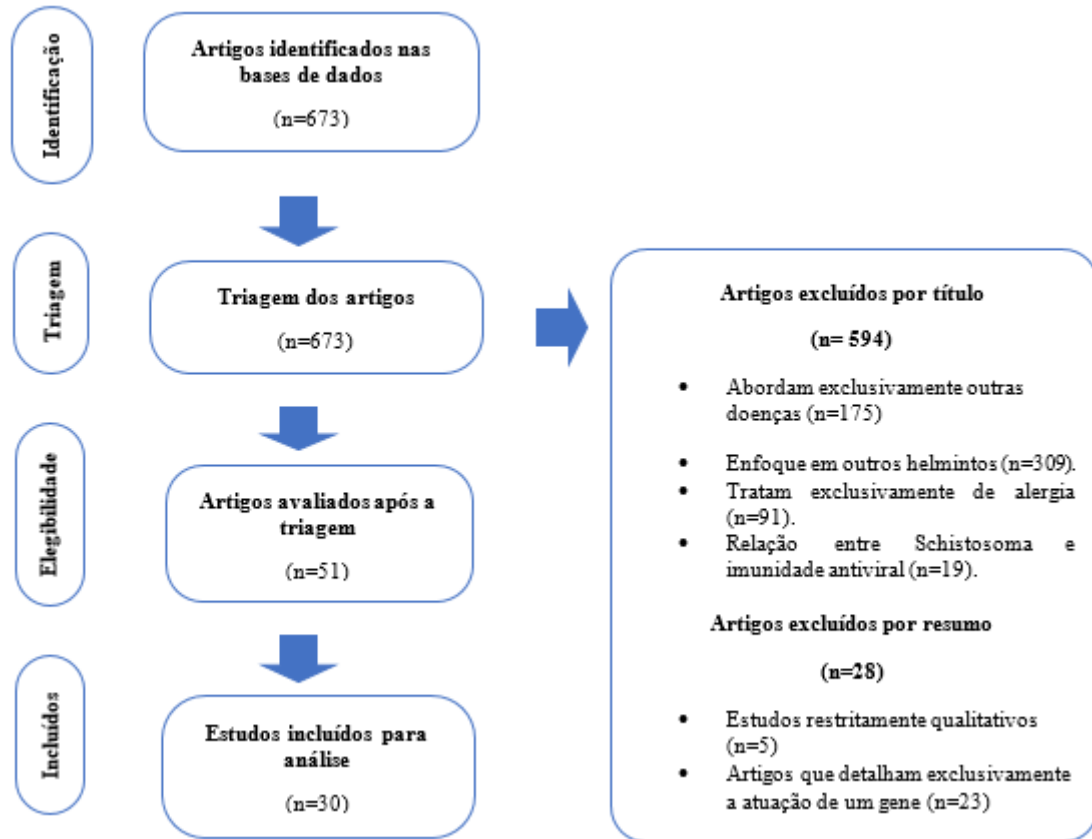 Identificação
Artigos identificados nas
bases de dados
(n=673)
Triagem
Triagem dos artigos
(n=673)
Elegibilidade
Artigos avaliados após a
triagem
(n=51)
Incluídos
Estudos incluídos para
análise
(n=30)
Artigos excluídos por título
(n= 594)
• Abordam exclusivamente outras
doenças (n=175)
• Enfoque em outros helmintos (n=309).
• Tratam exclusivamente de alergia
(n=91).
• Relação entre Schistosoma e
imunidade antiviral (n=19).
Artigos excluídos por resumo
(n=28)
• Estudos restritamente qualitativos
(n=5)
• Artigos que detalham exclusivamente
a atuação de um gene (n=23)